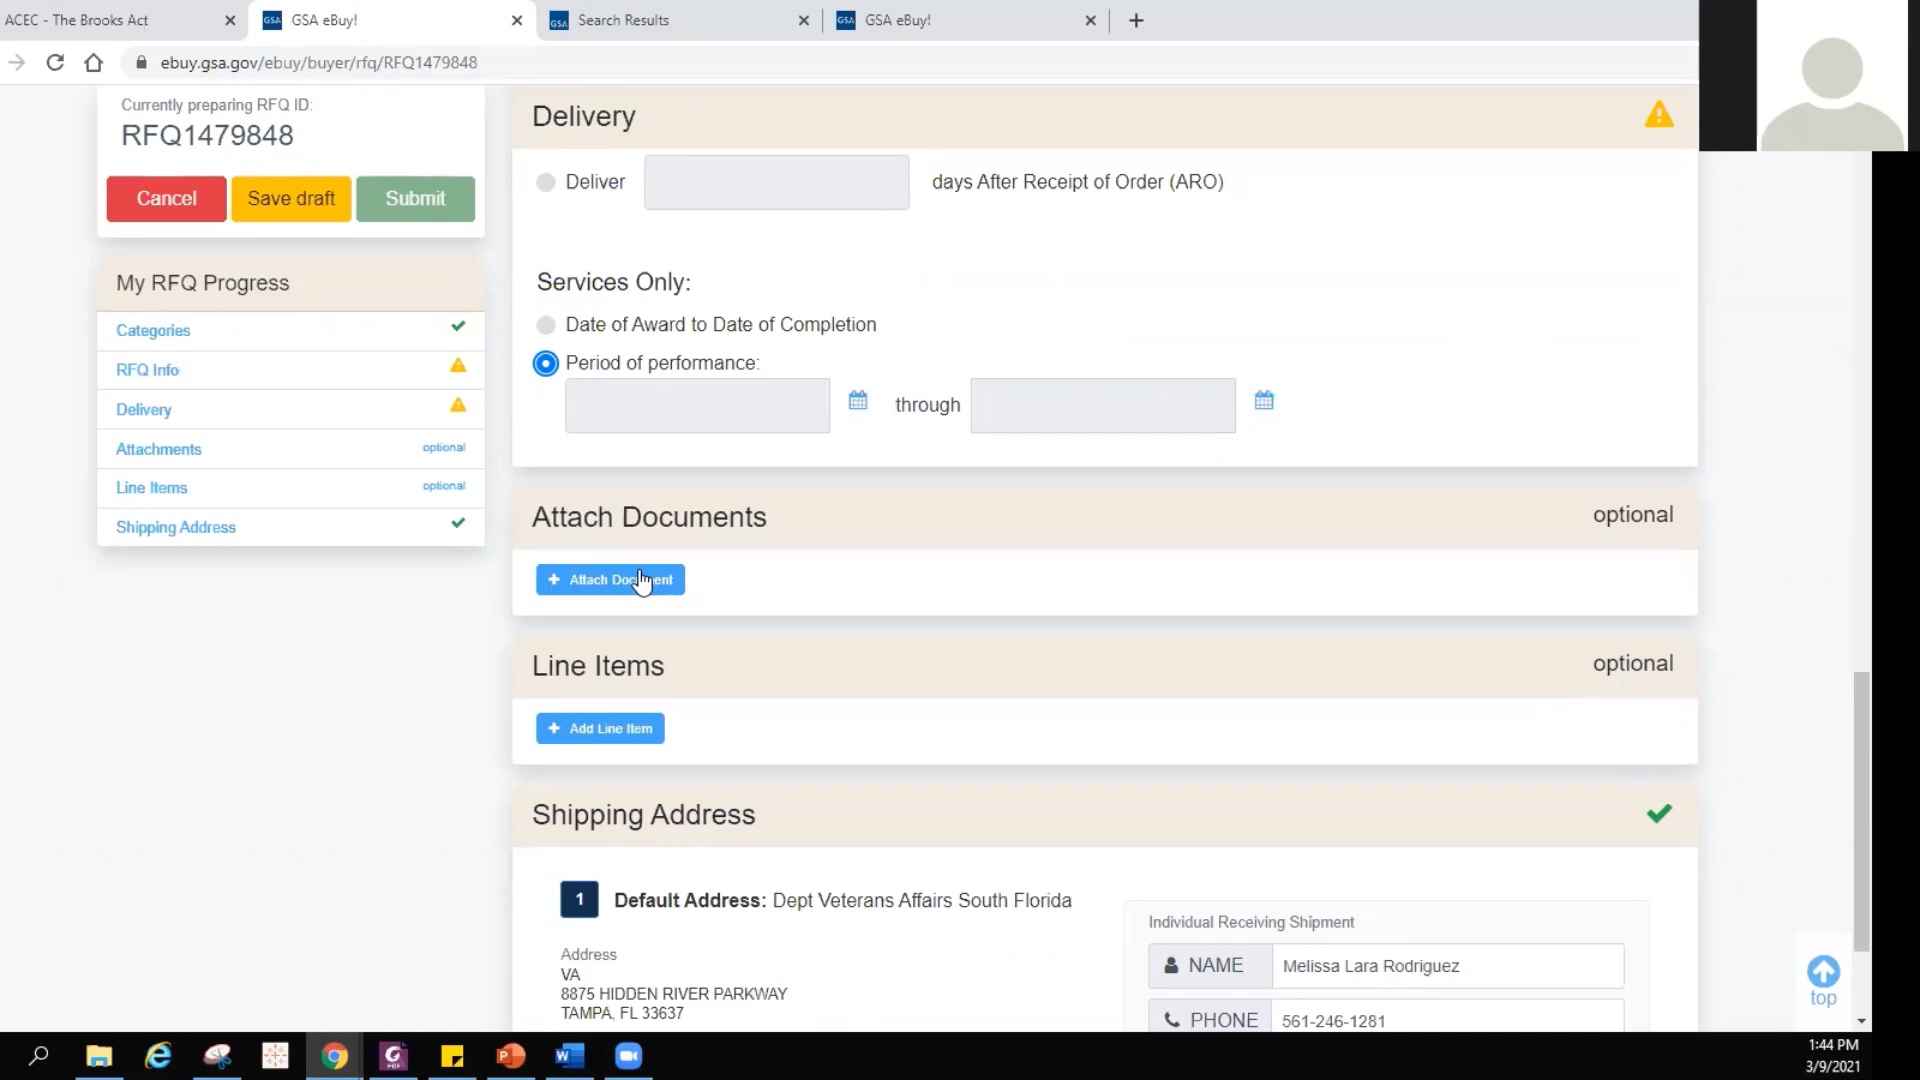 ACEC - The Brooks Act
GSA eBuy!
Search Results
GSA eBuy!
ebuy.gsa.gov/ebuy/buyer/rfq/RFQ1479848
Currently preparing RFQ ID:
RFQ1479848
Cancel
Save draft
Submit
My RFQ Progress
Categories
RFQ Info
Delivery
Attachments optional
Line Items optional
Shipping Address
Delivery
Deliver days After Receipt of Order (ARO)
Services Only:
Date of Award to Date of Completion
Period of performance:
through
Attach Documents optional
+ Attach Document
Line Items optional
+ Add Line Item
Shipping Address
1 Default Address: Dept Veterans Affairs South Florida
Address
VA
8875 HIDDEN RIVER PARKWAY
TAMPA, FL 33637
Individual Receiving Shipment
NAME Melissa Lara Rodriguez
PHONE 561-246-1281
top
1:44 PM
3/9/2021